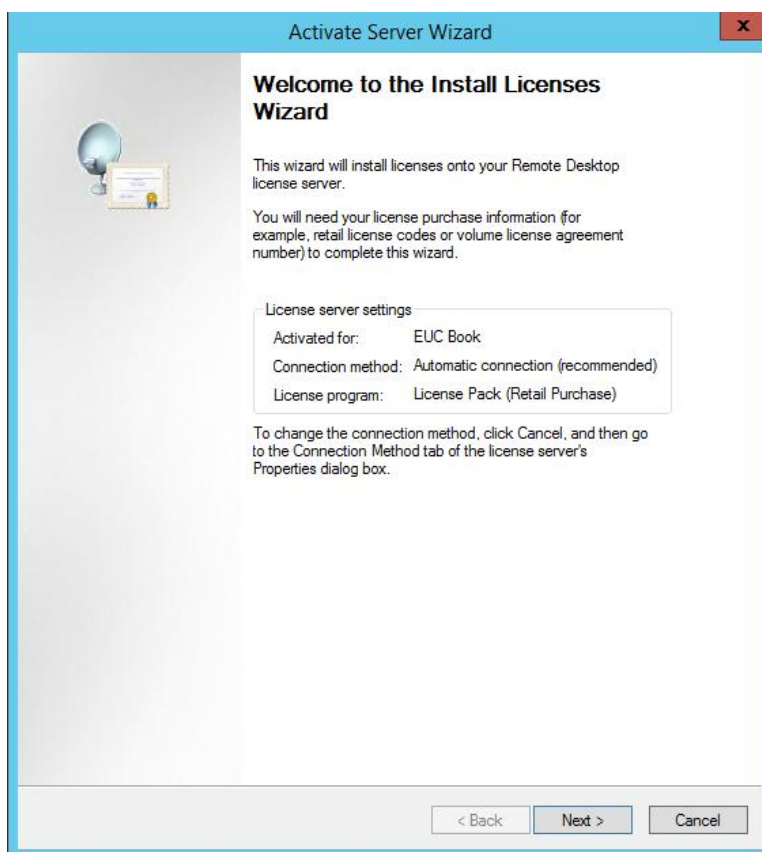 Activate Server Wizard
x
Welcome to the Install Licenses
Wizard
This wizard will install licenses onto your Remote Desktop
license server.
You will need your license purchase information (for
example, retail license codes or volume license agreement
number) to complete this wizard.
License server settings
Activated for: EUC Book
Connection method: Automatic connection (recommended)
License program: License Pack (Retail Purchase)
To change the connection method, click Cancel, and then go
to the Connection Method tab of the license server's
Properties dialog box.
< Back Next > Cancel